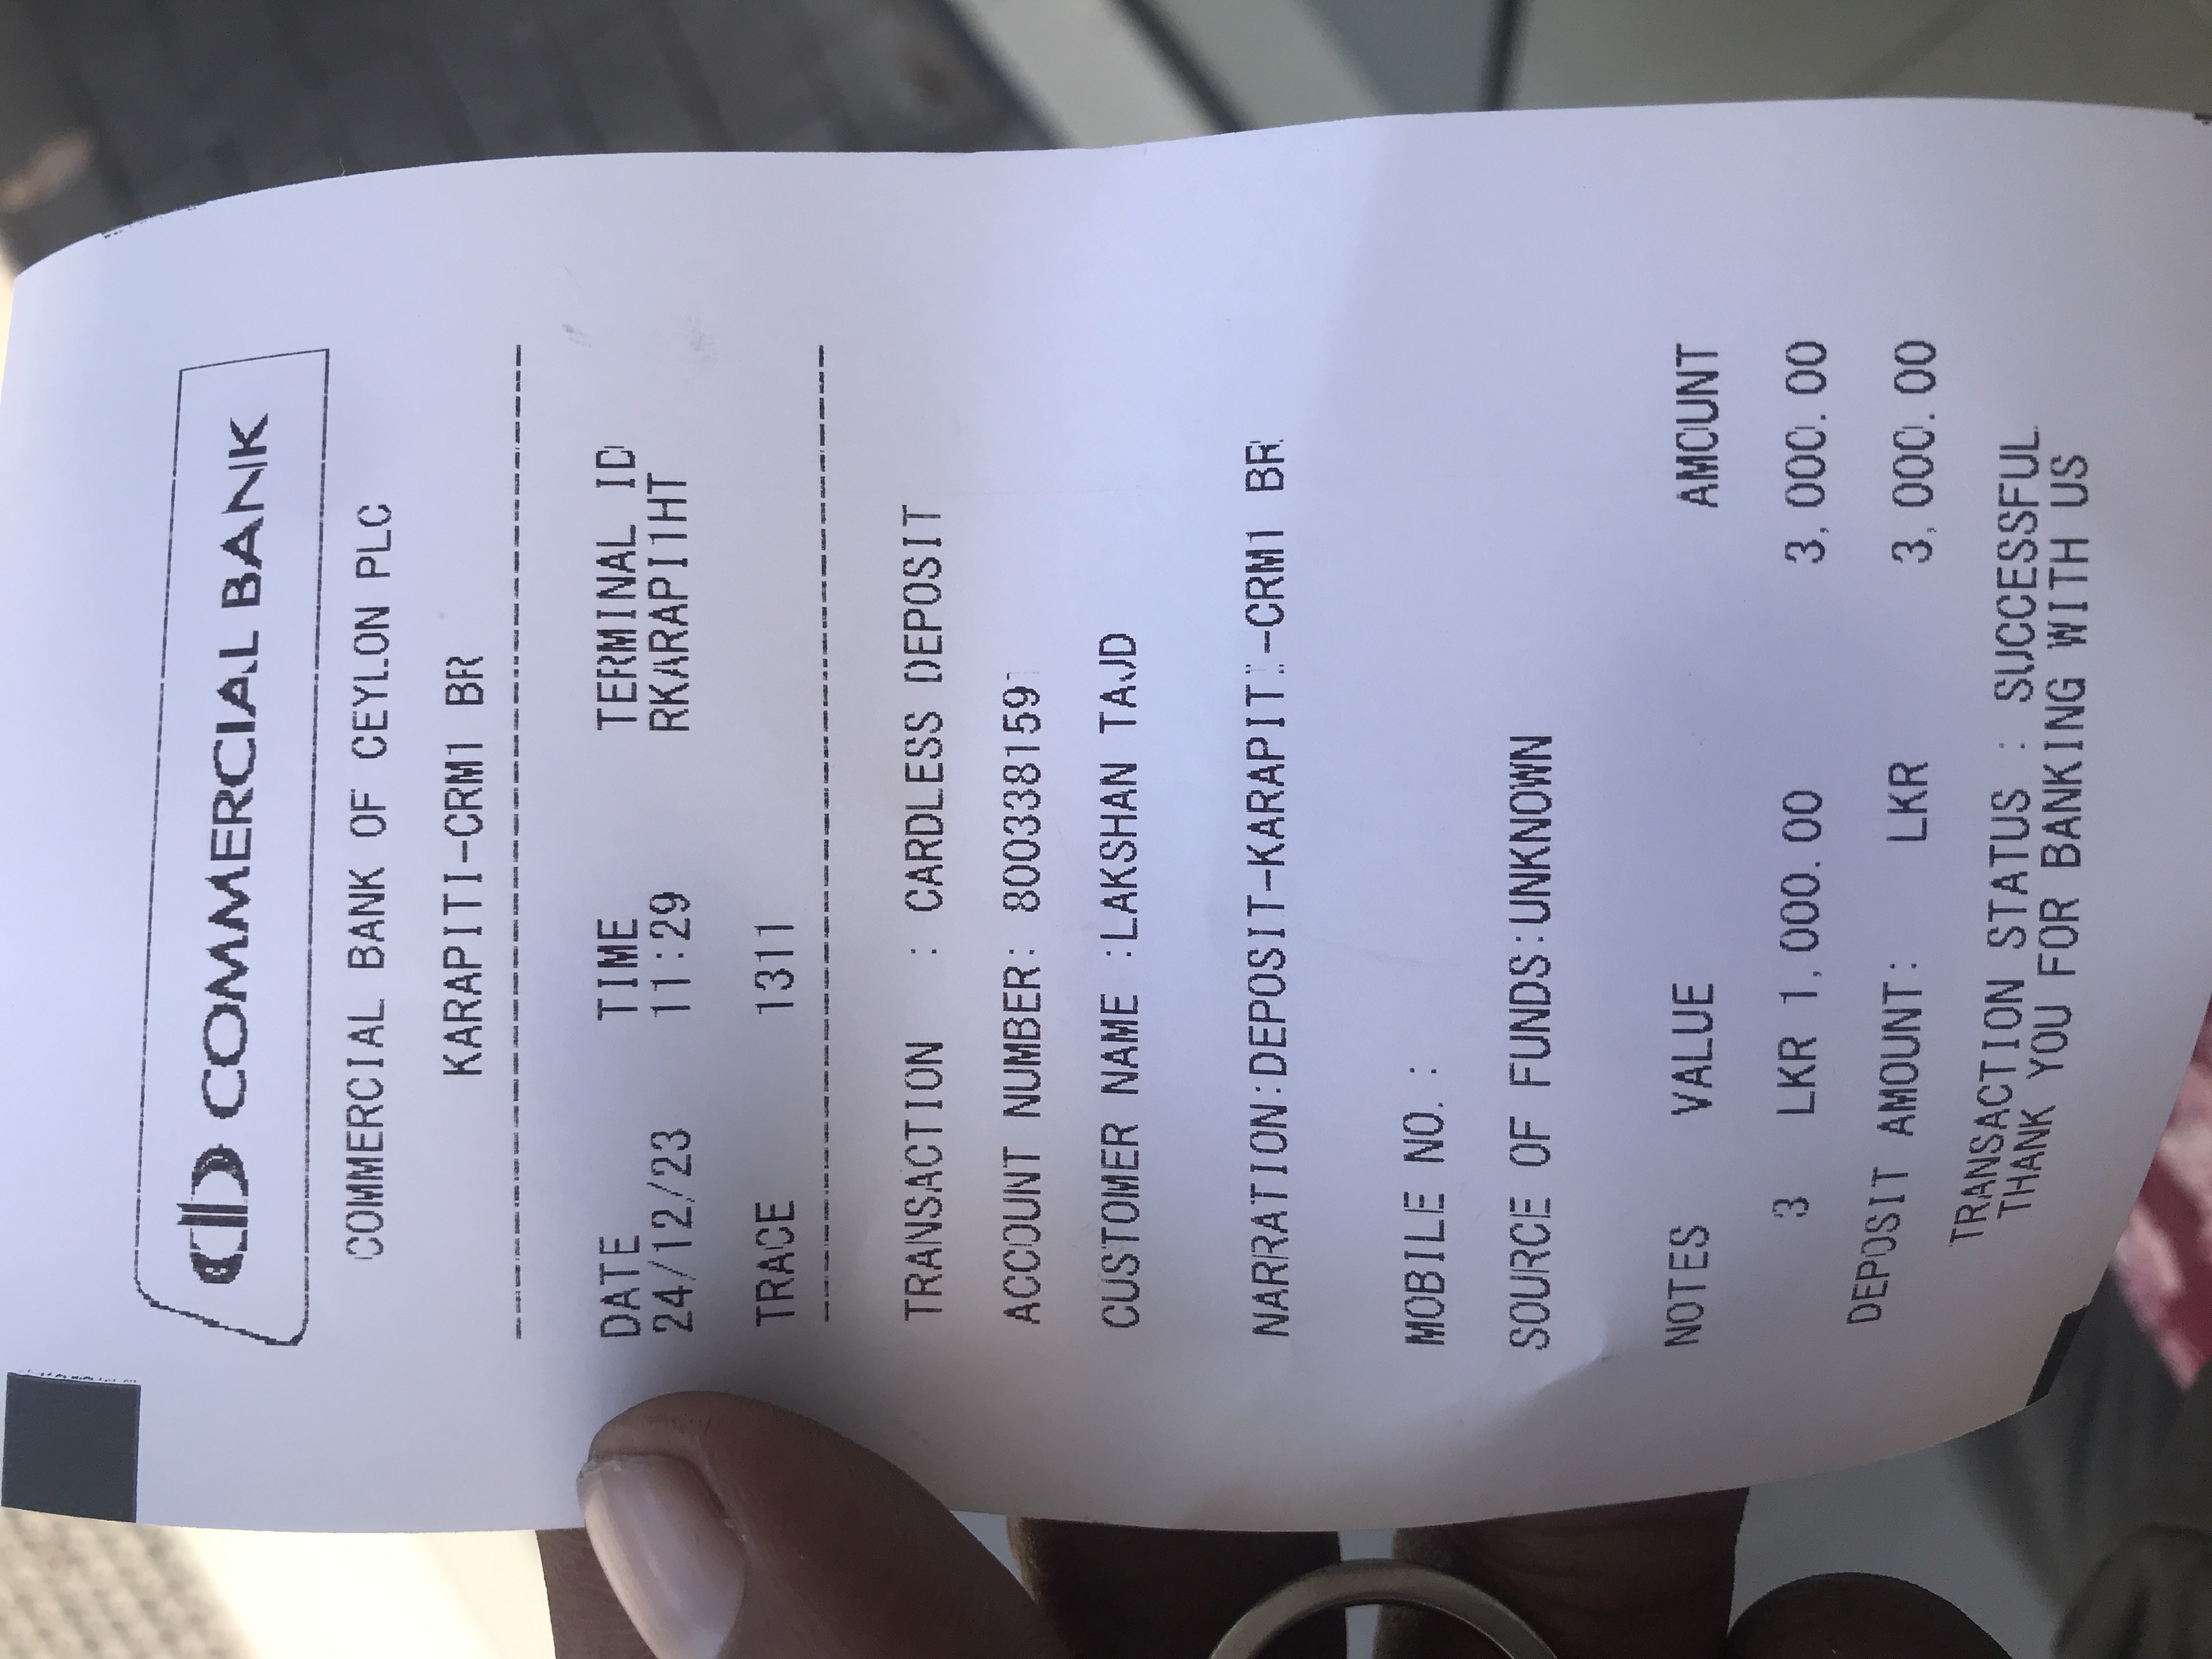 COMMERCIAL BANK
COMMERCIAL BANK OF CEYLON PLC
KARAPITI-CRM1 BR
DATE TIME TERMINAL ID
24/12/23 11:29 RKARAPI11HT
TRACE 1311
TRANSACTION : CARDLESS DEPOSIT
ACCOUNT NUMBER:
CUSTOMER NAME :LAKSHAN TAJD
NARRATION:DEPOSIT-KARAPITI-CRM1 BR
MOBILE NO. :
SOURCE OF FUNDS:UNKNOWN
NOTES VALUE AMOUNT
3 LKR 1,000.00 3,000.00
DEPOSIT AMOUNT: LKR 3,000.00
TRANSACTION STATUS : SUCCESSFUL
THANK YOU FOR BANKING WITH US